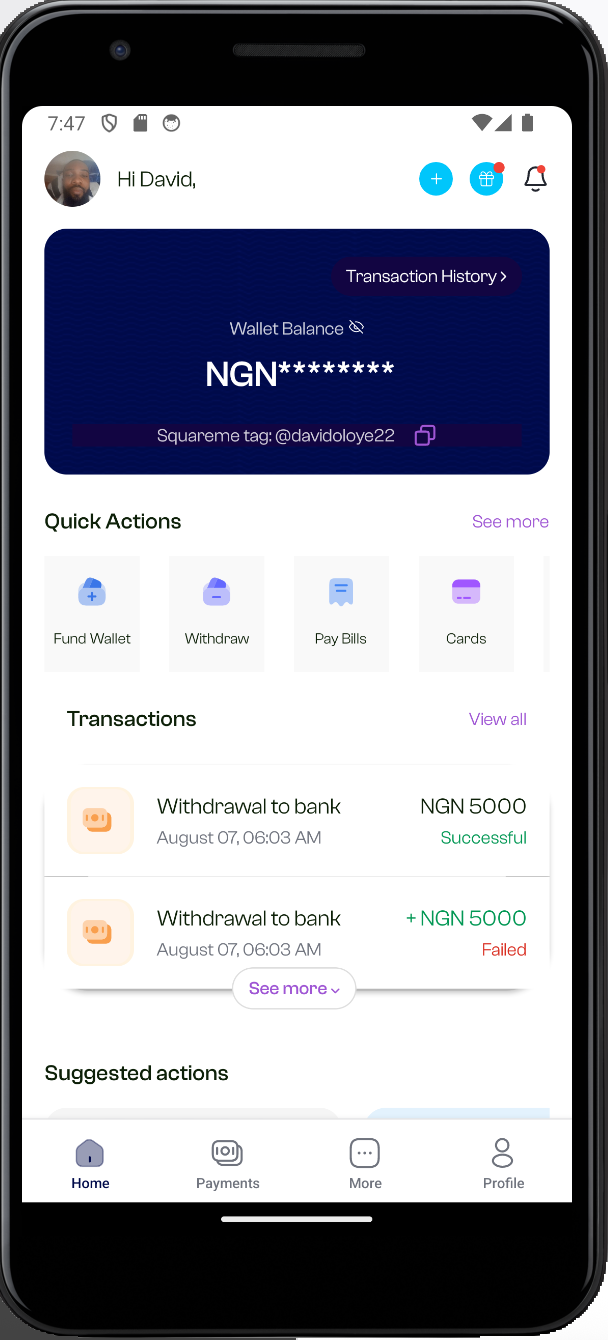 7:47
Hi David,
Transaction History >
Wallet Balance
NGN********
Squareme tag: @davidoloye22
Quick Actions See more
Fund Wallet Withdraw Pay Bills Cards
Transactions View all
Withdrawal to bank NGN 5000
August 07, 06:03 AM Successful
Withdrawal to bank + NGN 5000
August 07, 06:03 AM Failed
See more
Suggested actions
Home Payments More Profile